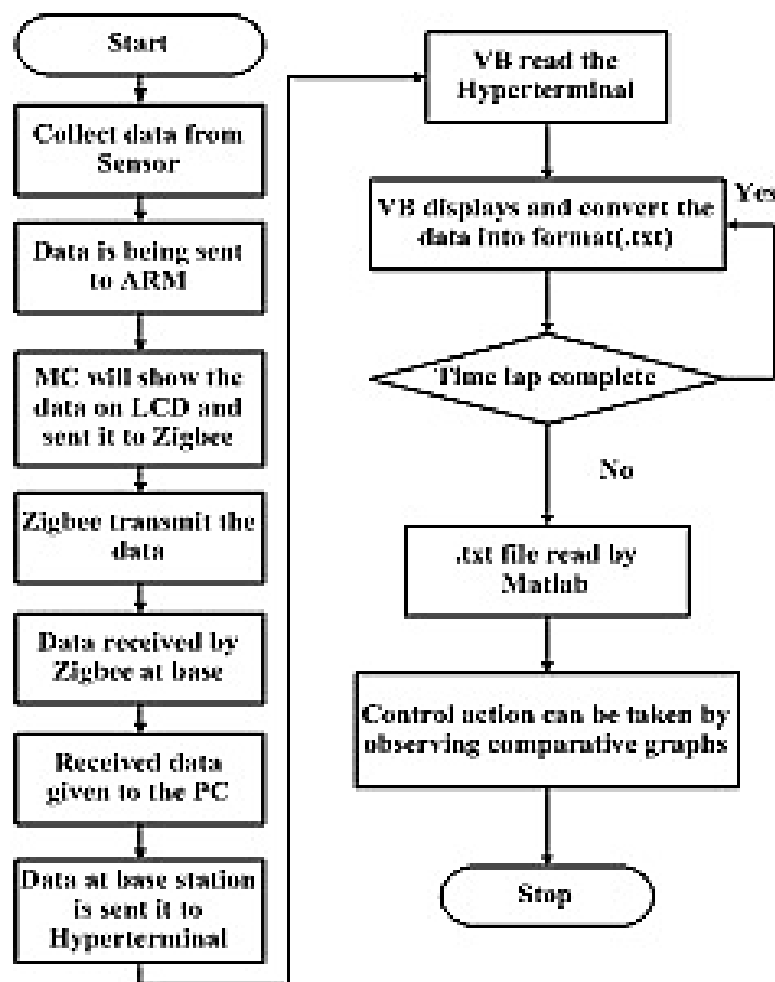 Start
Collect data from
Sensor
Data is being sent
to ARM
MC will show the
data on LCD and
sent it to Zigbee
Zigbee transmit the
data
Data received by
Zigbee at base
Received data
given to the PC
Data at base station
is sent it to
Hyperterminal
VB read the
Hyperterminal
VB displays and convert the
data into format(.txt)
Yes
Time lap complete
No
.txt file read by
Matlab
Control action can be taken by
observing comparative graphs
Stop